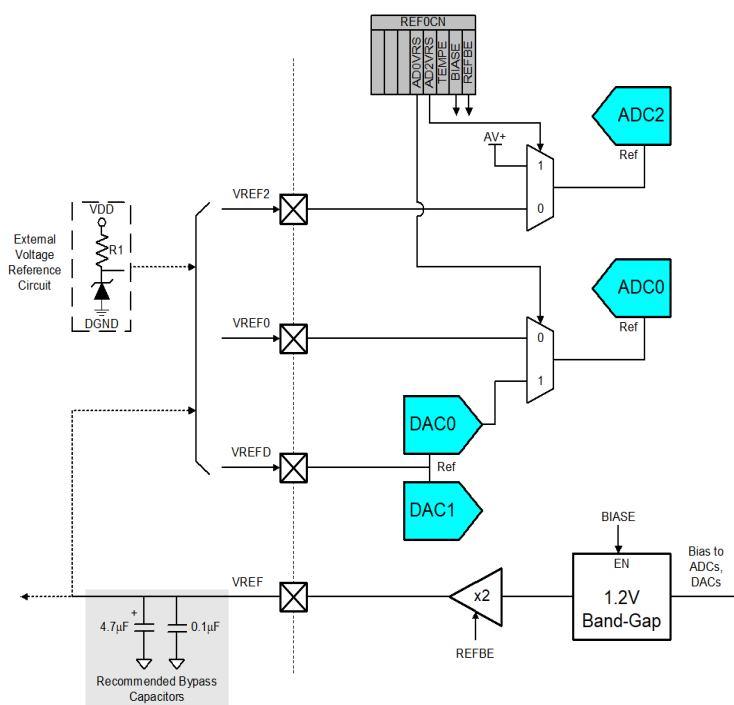 REF0CN
AD0VRS
AD2VRS
TEMPE
BIASE
REFBE
ADC2
AV+
Ref
1
0
VREF2
External
Voltage
Reference
Circuit
VDD
R1
DGND
ADC0
Ref
VREF0
0
1
DAC0
VREFD
Ref
DAC1
BIASE
Bias to
ADCs,
DACs
EN
1.2V
Band-Gap
VREF
x2
REFBE
+
4.7µF
0.1µF
Recommended Bypass
Capacitors